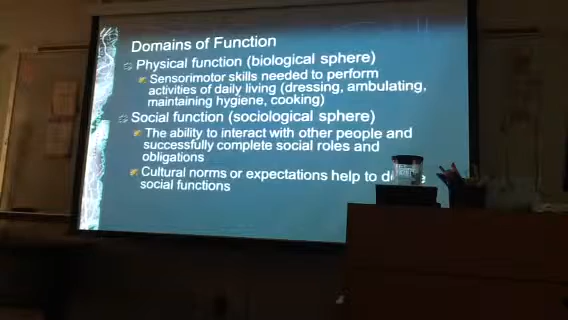 Domains of Function
Physical function (biological sphere)
Sensorimotor skills needed to perform
activities of daily living (dressing, ambulating,
maintaining hygiene, cooking)
Social function (sociological sphere)
The ability to interact with other people and
successfully complete social roles and
obligations
Cultural norms or expectations help to
social functions